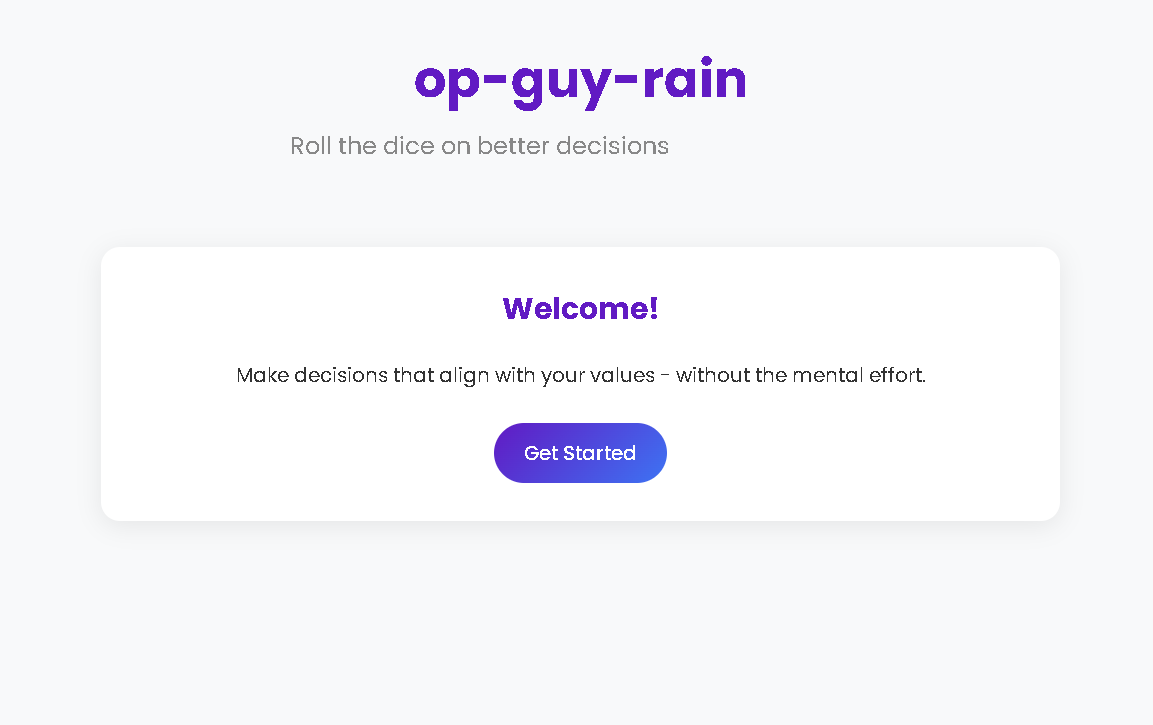 op-guy-rain
Roll the dice on better decisions
Welcome!
Make decisions that align with your values - without the mental effort.
Get Started